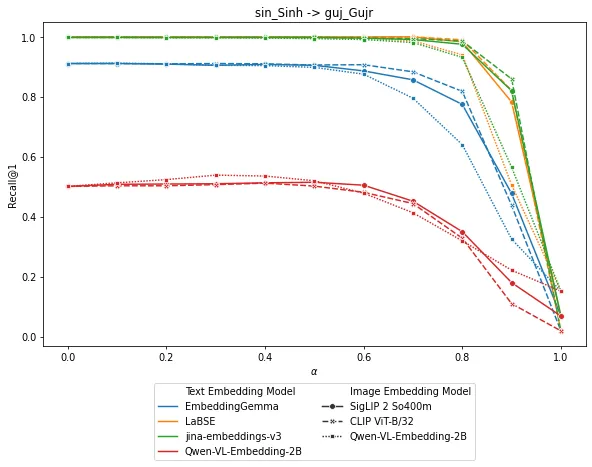 sin_Sinh -> guj_Gujr
Recall@1
1.0
0.8
0.6
0.4
0.2
0.0
0.0 0.2 0.4 0.6 0.8 1.0
α
Text Embedding Model
EmbeddingGemma
LaBSE
jina-embeddings-v3
Qwen-VL-Embedding-2B
Image Embedding Model
SigLIP 2 So400m
CLIP ViT-B/32
Qwen-VL-Embedding-2B